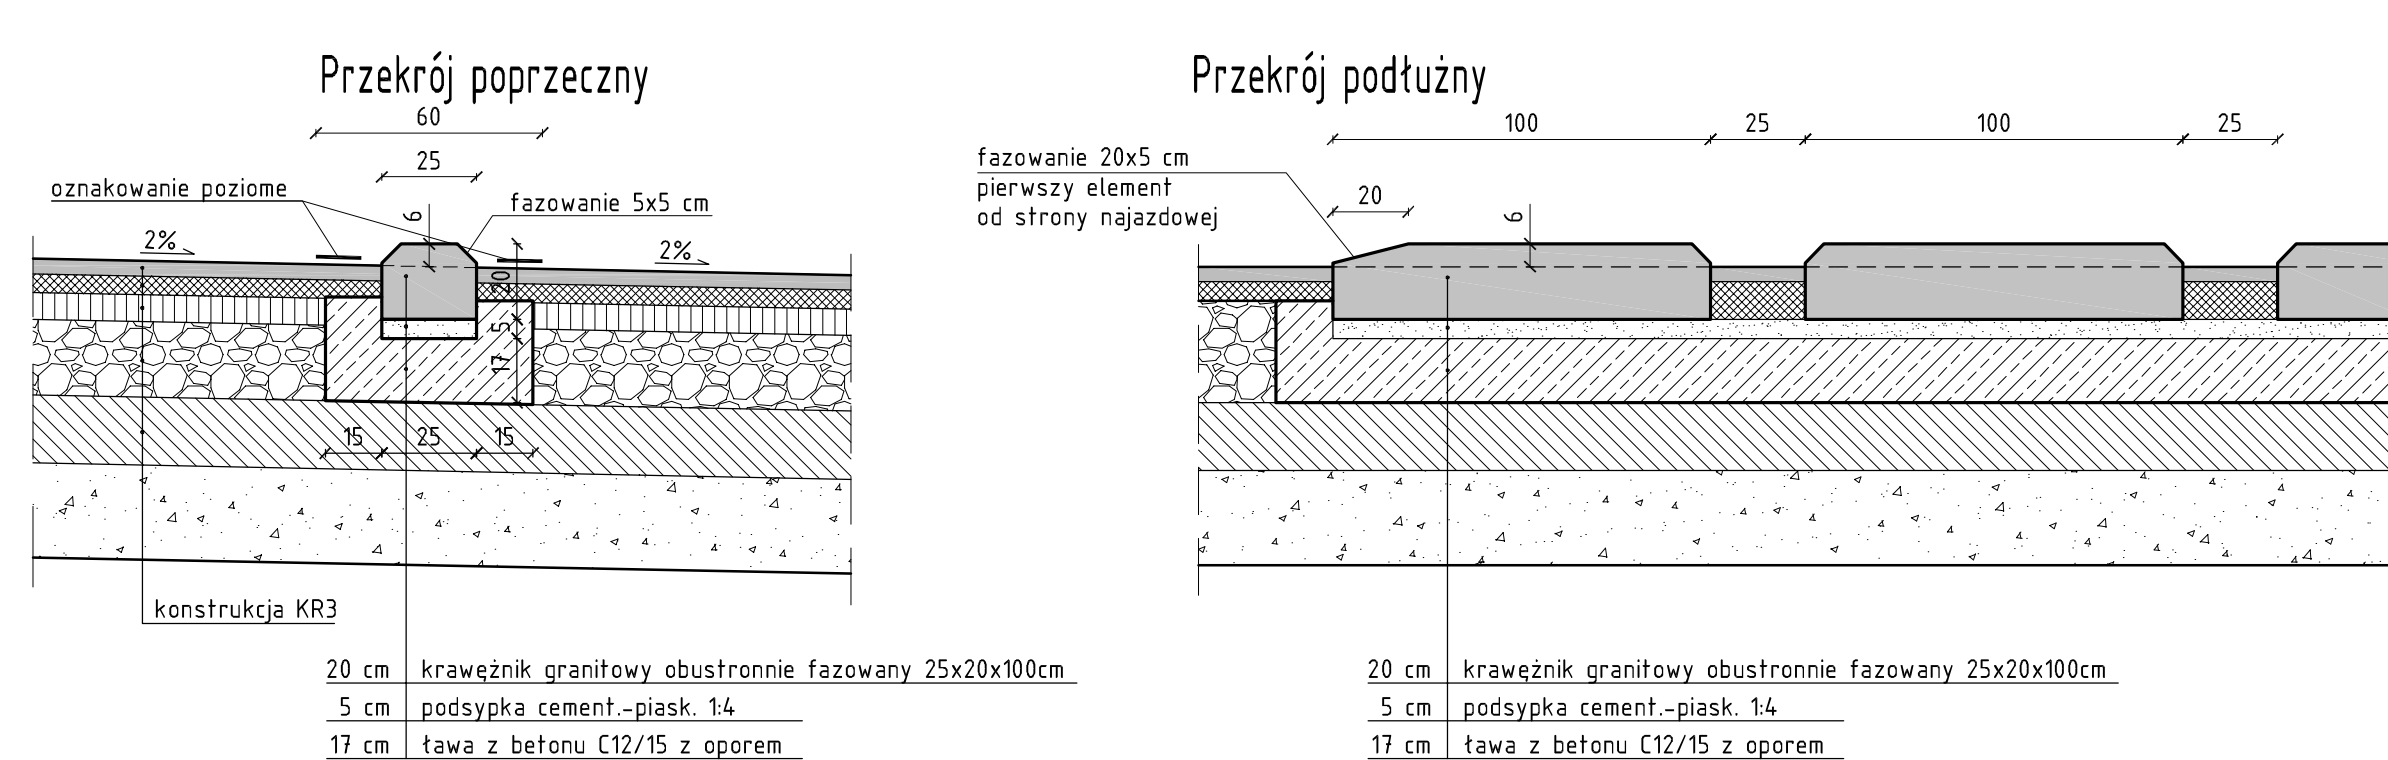 Przekrój poprzeczny
60
25
oznakowanie poziome
6
fazowanie 5x5 cm
2%
2%
20
5
17
15 25 15
konstrukcja KR3
20 cm krawężnik granitowy obustronnie fazowany 25x20x100cm
5 cm podsypka cement.-piask. 1:4
17 cm ława z betonu C12/15 z oporem
Przekrój podłużny
100 25 100 25
fazowanie 20x5 cm
pierwszy element
od strony najazdowej
20
6
20 cm krawężnik granitowy obustronnie fazowany 25x20x100cm
5 cm podsypka cement.-piask. 1:4
17 cm ława z betonu C12/15 z oporem